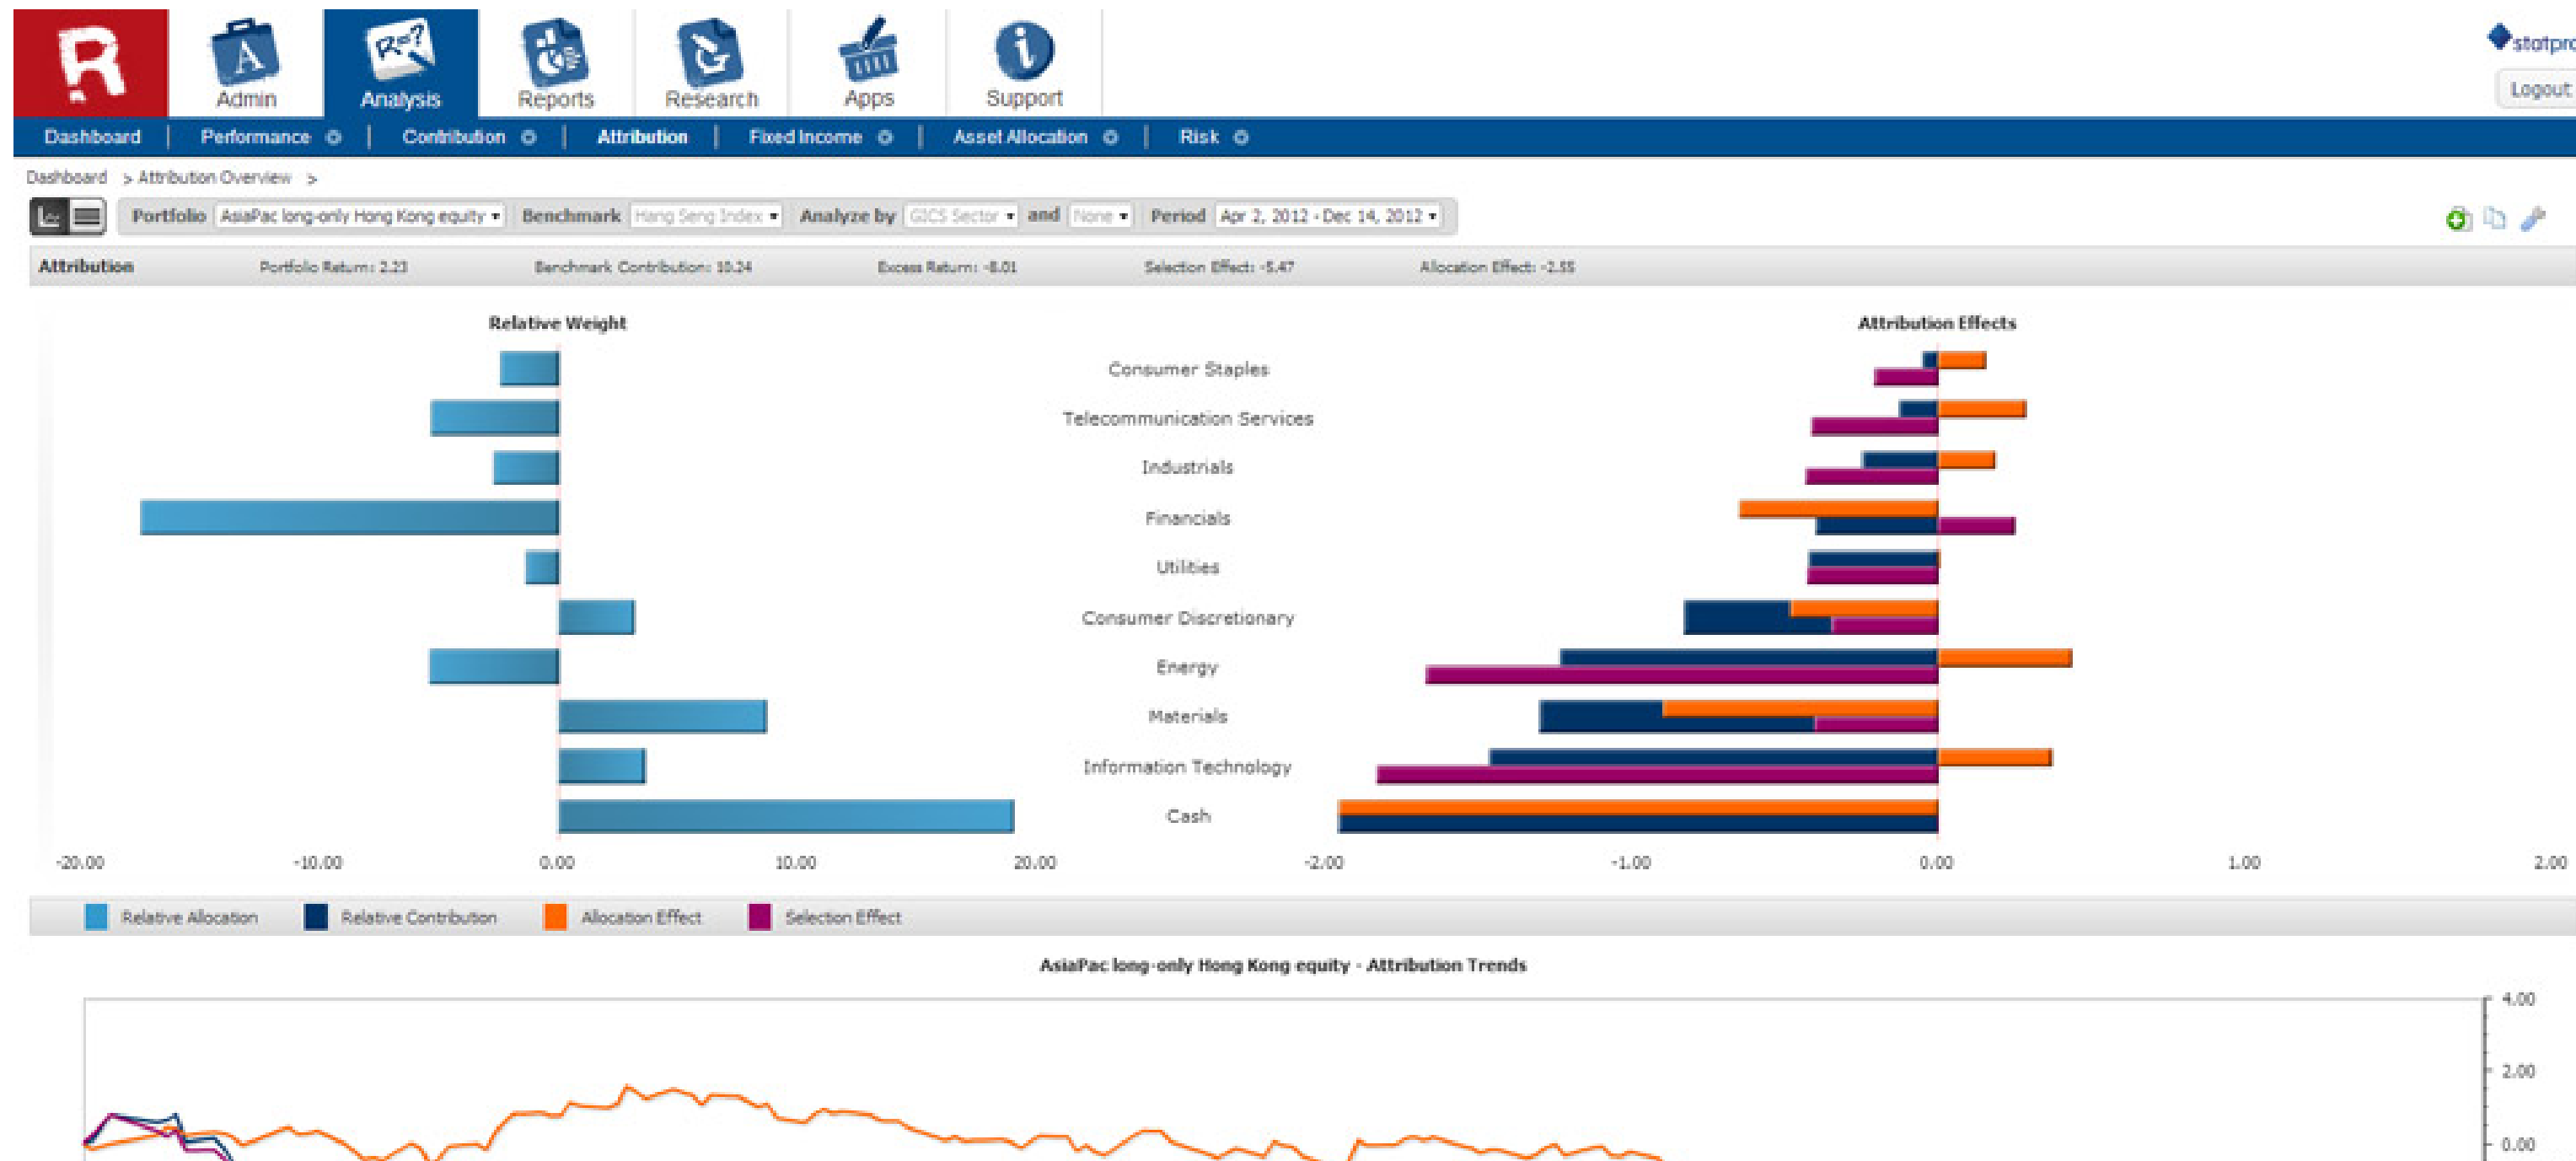 R
A
Admin
R=?
Analysis
Reports
Research
Apps
i
Support
statpro
Logout
Dashboard Performance Contribution Attribution Fixed Income Asset Allocation Risk
Dashboard > Attribution Overview >
Portfolio AsiaPac long-only Hong Kong equity Benchmark Hang Seng Index Analyze by GICS Sector and None Period Apr 2, 2012 - Dec 14, 2012
Attribution Portfolio Return: 2.23 Benchmark Contribution: 10.24 Excess Return: -8.01 Selection Effect: -5.47 Allocation Effect: -2.55
Relative Weight Attribution Effects
Consumer Staples
Telecommunication Services
Industrials
Financials
Utilities
Consumer Discretionary
Energy
Materials
Information Technology
Cash
-20.00 -10.00 0.00 10.00 20.00 -2.00 -1.00 0.00 1.00 2.00
Relative Allocation Relative Contribution Allocation Effect Selection Effect
AsiaPac long-only Hong Kong equity - Attribution Trends
4.00
2.00
0.00